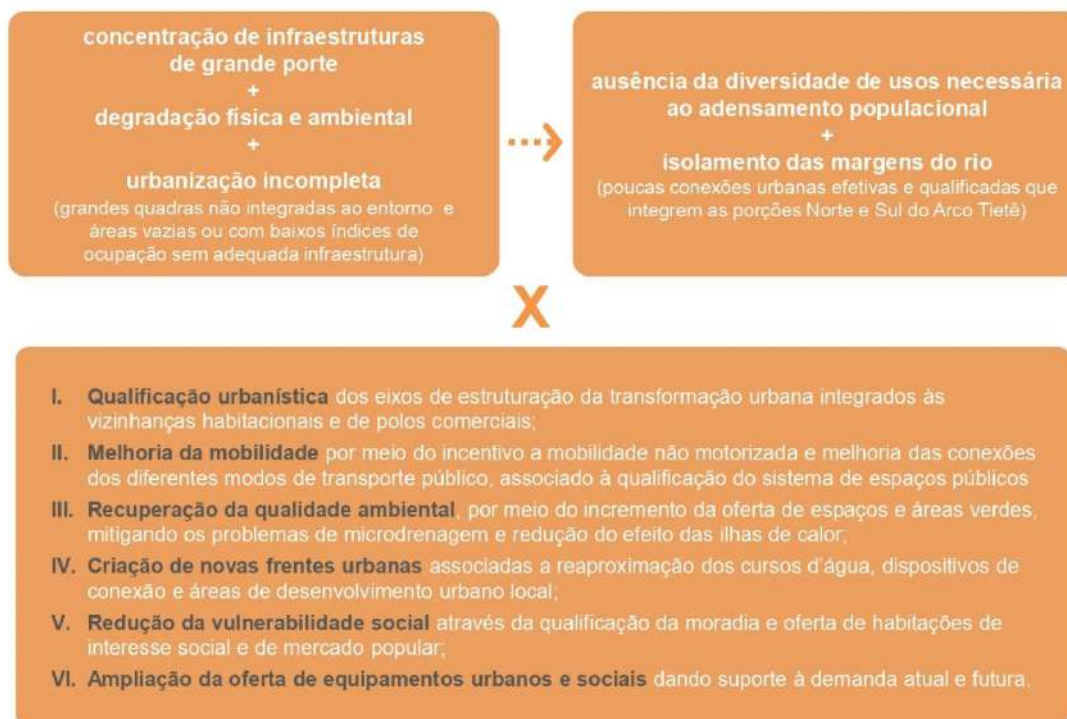 concentração de infraestruturas
de grande porte
+
degradação física e ambiental
+
urbanização incompleta
(grandes quadras não integradas ao entorno e
áreas vazias ou com baixos índices de
ocupação sem adequada infraestrutura)
ausência da diversidade de usos necessária
ao adensamento populacional
+
isolamento das margens do rio
(poucas conexões urbanas efetivas e qualificadas que
integrem as porções Norte e Sul do Arco Tietê)
X
I. Qualificação urbanística dos eixos de estruturação da transformação urbana integrados às
vizinhanças habitacionais e de polos comerciais;
II. Melhoria da mobilidade por meio do incentivo a mobilidade não motorizada e melhoria das conexões
dos diferentes modos de transporte público, associado à qualificação do sistema de espaços públicos
III. Recuperação da qualidade ambiental, por meio do incremento da oferta de espaços e áreas verdes,
mitigando os problemas de microdrenagem e redução do efeito das ilhas de calor;
IV. Criação de novas frentes urbanas associadas a reaproximação dos cursos d'água, dispositivos de
conexão e áreas de desenvolvimento urbano local;
V. Redução da vulnerabilidade social através da qualificação da moradia e oferta de habitações de
interesse social e de mercado popular;
VI. Ampliação da oferta de equipamentos urbanos e sociais dando suporte à demanda atual e futura.